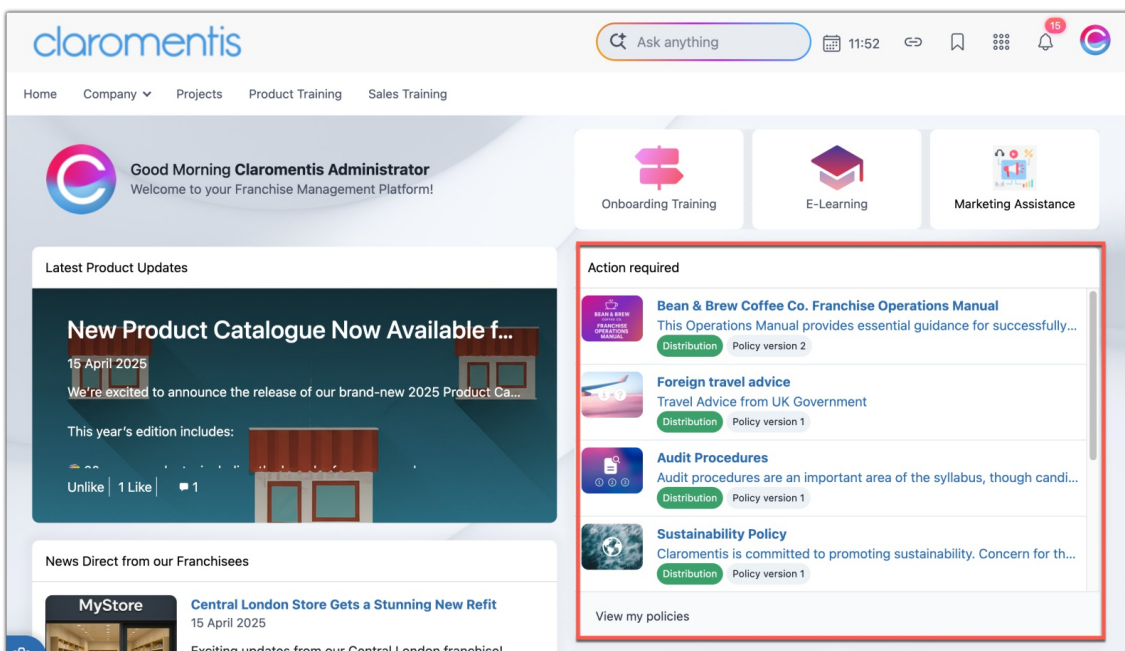 claromentis
Ask anything
11:52
15
Home Company Projects Product Training Sales Training
Good Morning Claromentis Administrator
Welcome to your Franchise Management Platform!
Onboarding Training
E-Learning
Marketing Assistance
Latest Product Updates
New Product Catalogue Now Available f...
15 April 2025
We're excited to announce the release of our brand-new 2025 Product Ca...
This year's edition includes:
Unlike
1 Like
1
News Direct from our Franchisees
MyStore
Central London Store Gets a Stunning New Refit
15 April 2025
Exciting updates from our Central London franchise!
Action required
BEAN & BREW
COFFEE CO
FRANCHISE
OPERATIONS
MANUAL
Bean & Brew Coffee Co. Franchise Operations Manual
This Operations Manual provides essential guidance for successfully...
Distribution Policy version 2
Foreign travel advice
Travel Advice from UK Government
Distribution Policy version 1
Audit Procedures
Audit procedures are an important area of the syllabus, though candi...
Distribution Policy version 1
Sustainability Policy
Claromentis is committed to promoting sustainability. Concern for th...
Distribution Policy version 1
View my policies